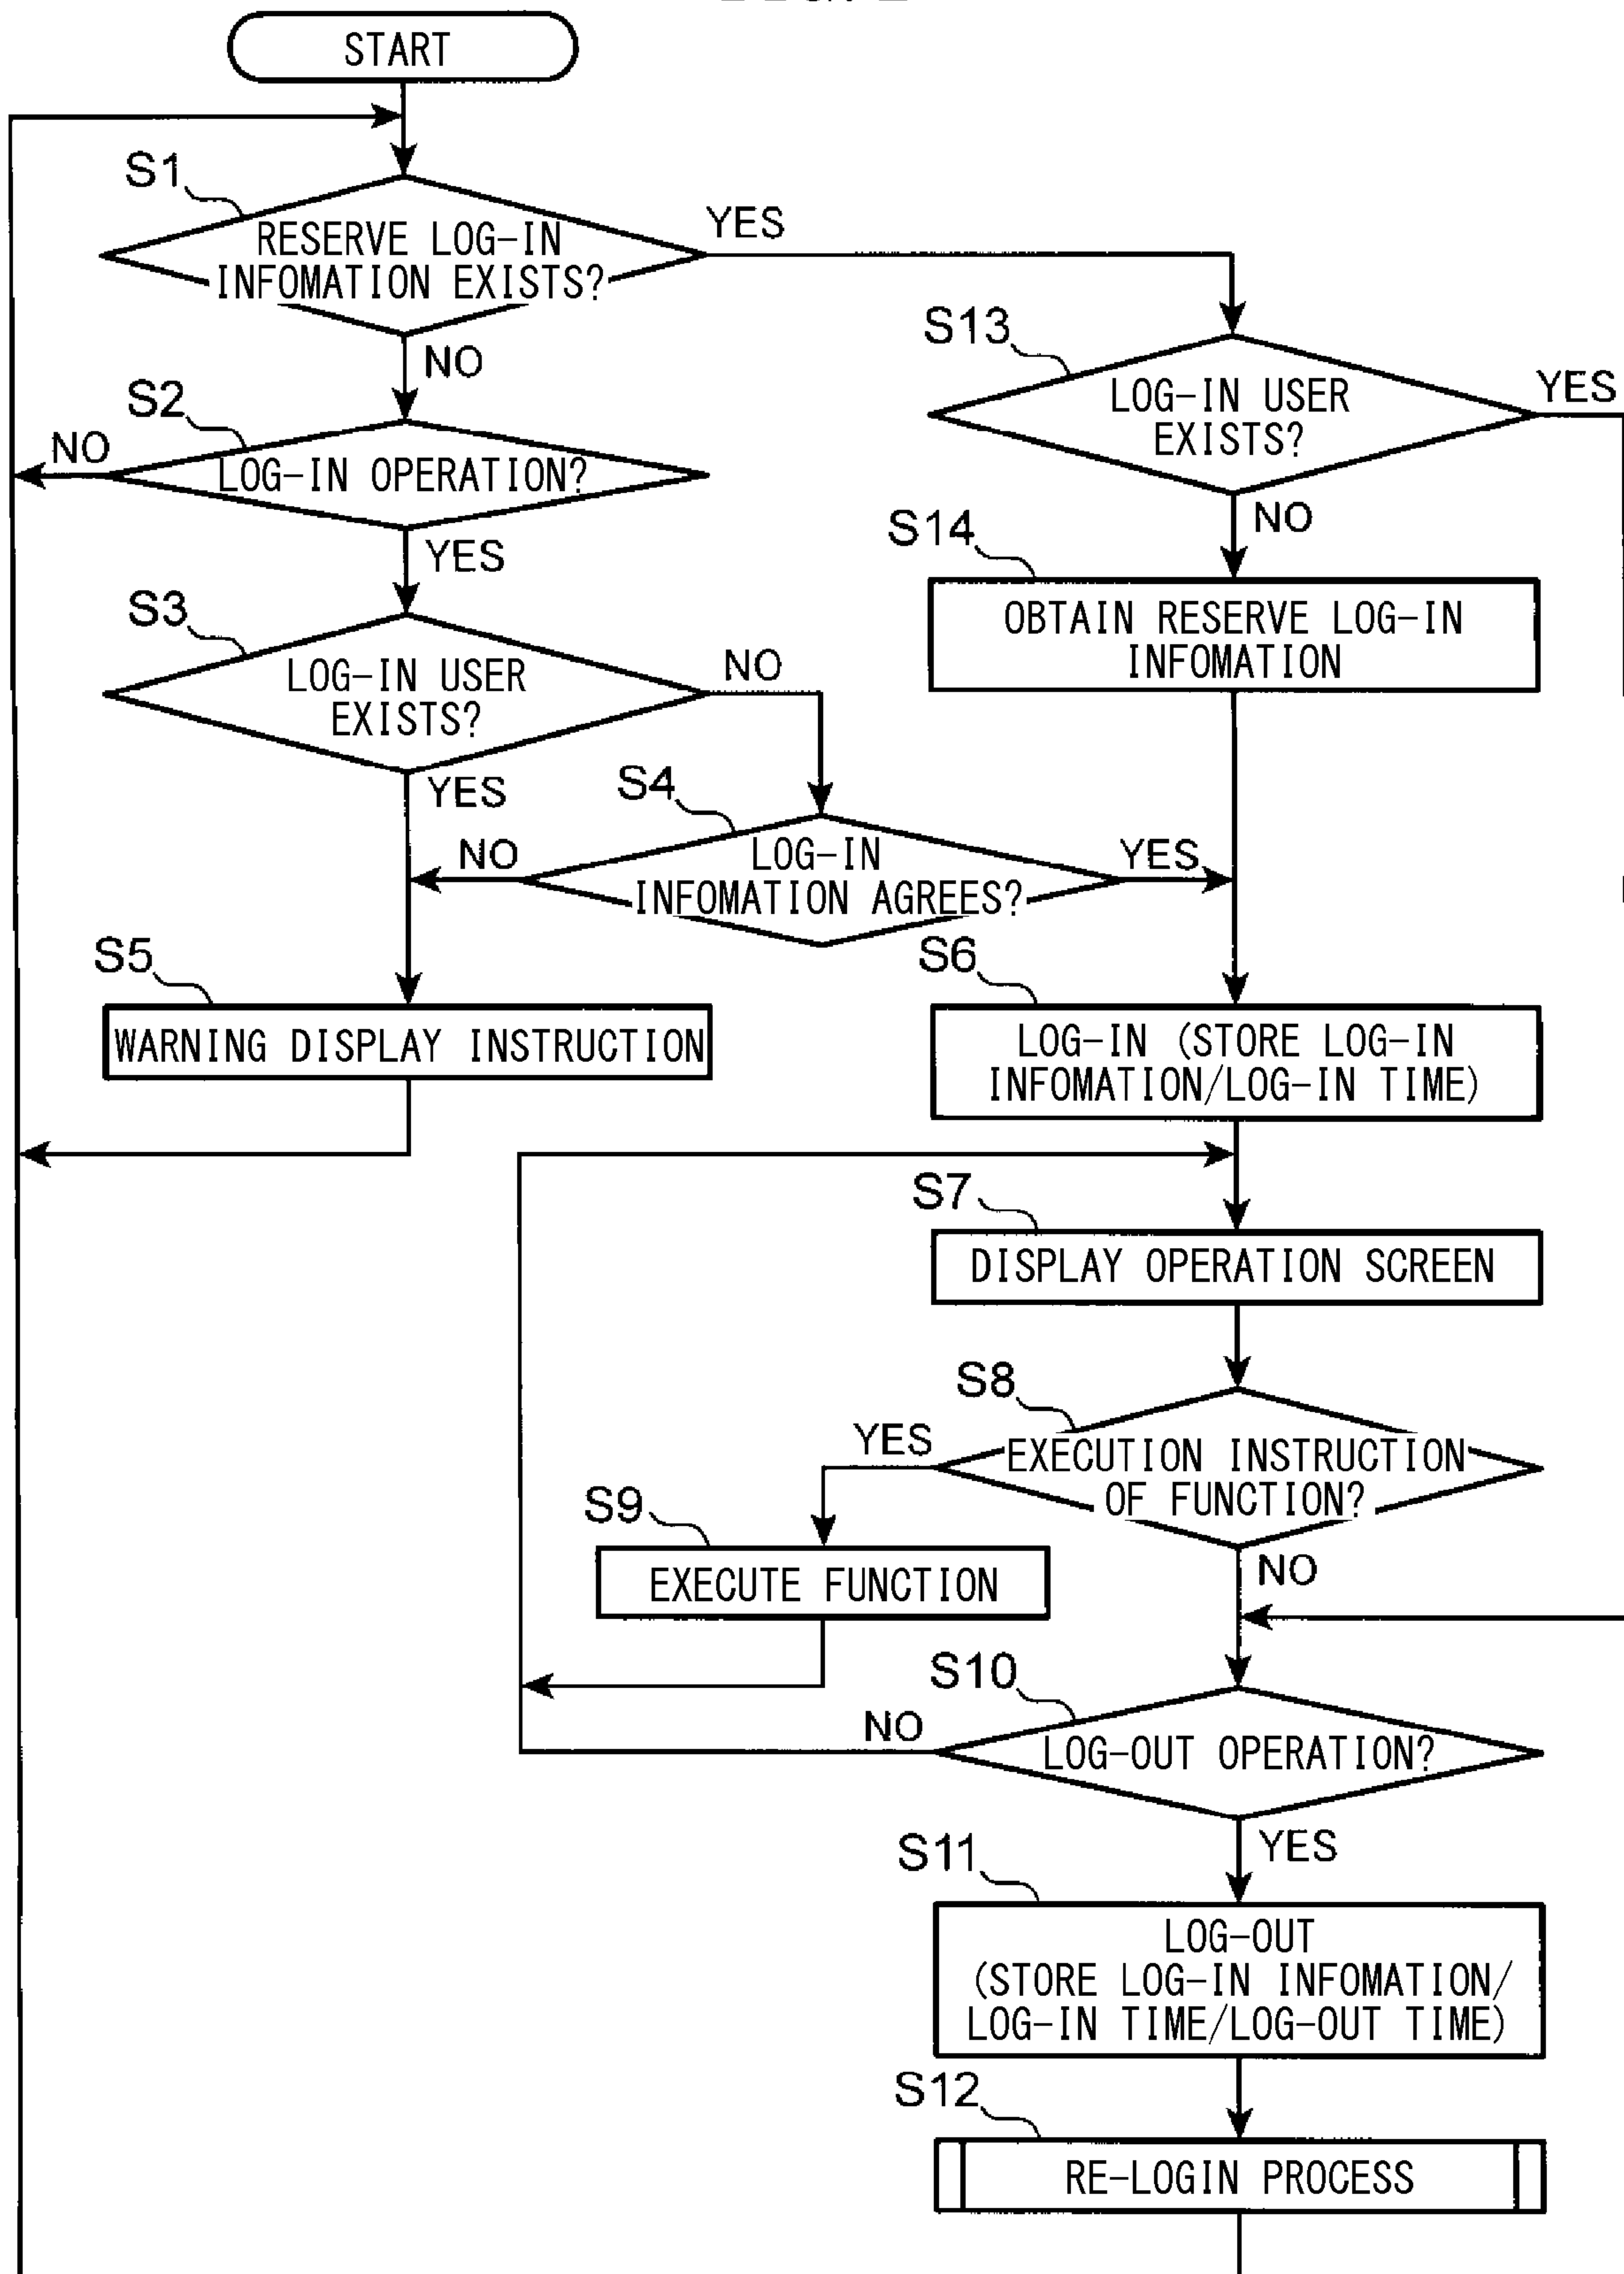 START
S1
RESERVE LOG-IN
INFOMATION EXISTS?
YES
NO
S13
LOG-IN USER
EXISTS?
YES
NO
S2
LOG-IN OPERATION?
NO
YES
S14
OBTAIN RESERVE LOG-IN
INFOMATION
S3
LOG-IN USER
EXISTS?
NO
YES
S4
LOG-IN
INFOMATION AGREES?
NO
YES
S5
WARNING DISPLAY INSTRUCTION
S6
LOG-IN (STORE LOG-IN
INFOMATION/LOG-IN TIME)
S7
DISPLAY OPERATION SCREEN
S8
EXECUTION INSTRUCTION
OF FUNCTION?
YES
NO
S9
EXECUTE FUNCTION
S10
LOG-OUT OPERATION?
NO
YES
S11
LOG-OUT
(STORE LOG-IN INFOMATION/
LOG-IN TIME/LOG-OUT TIME)
S12
RE-LOGIN PROCESS